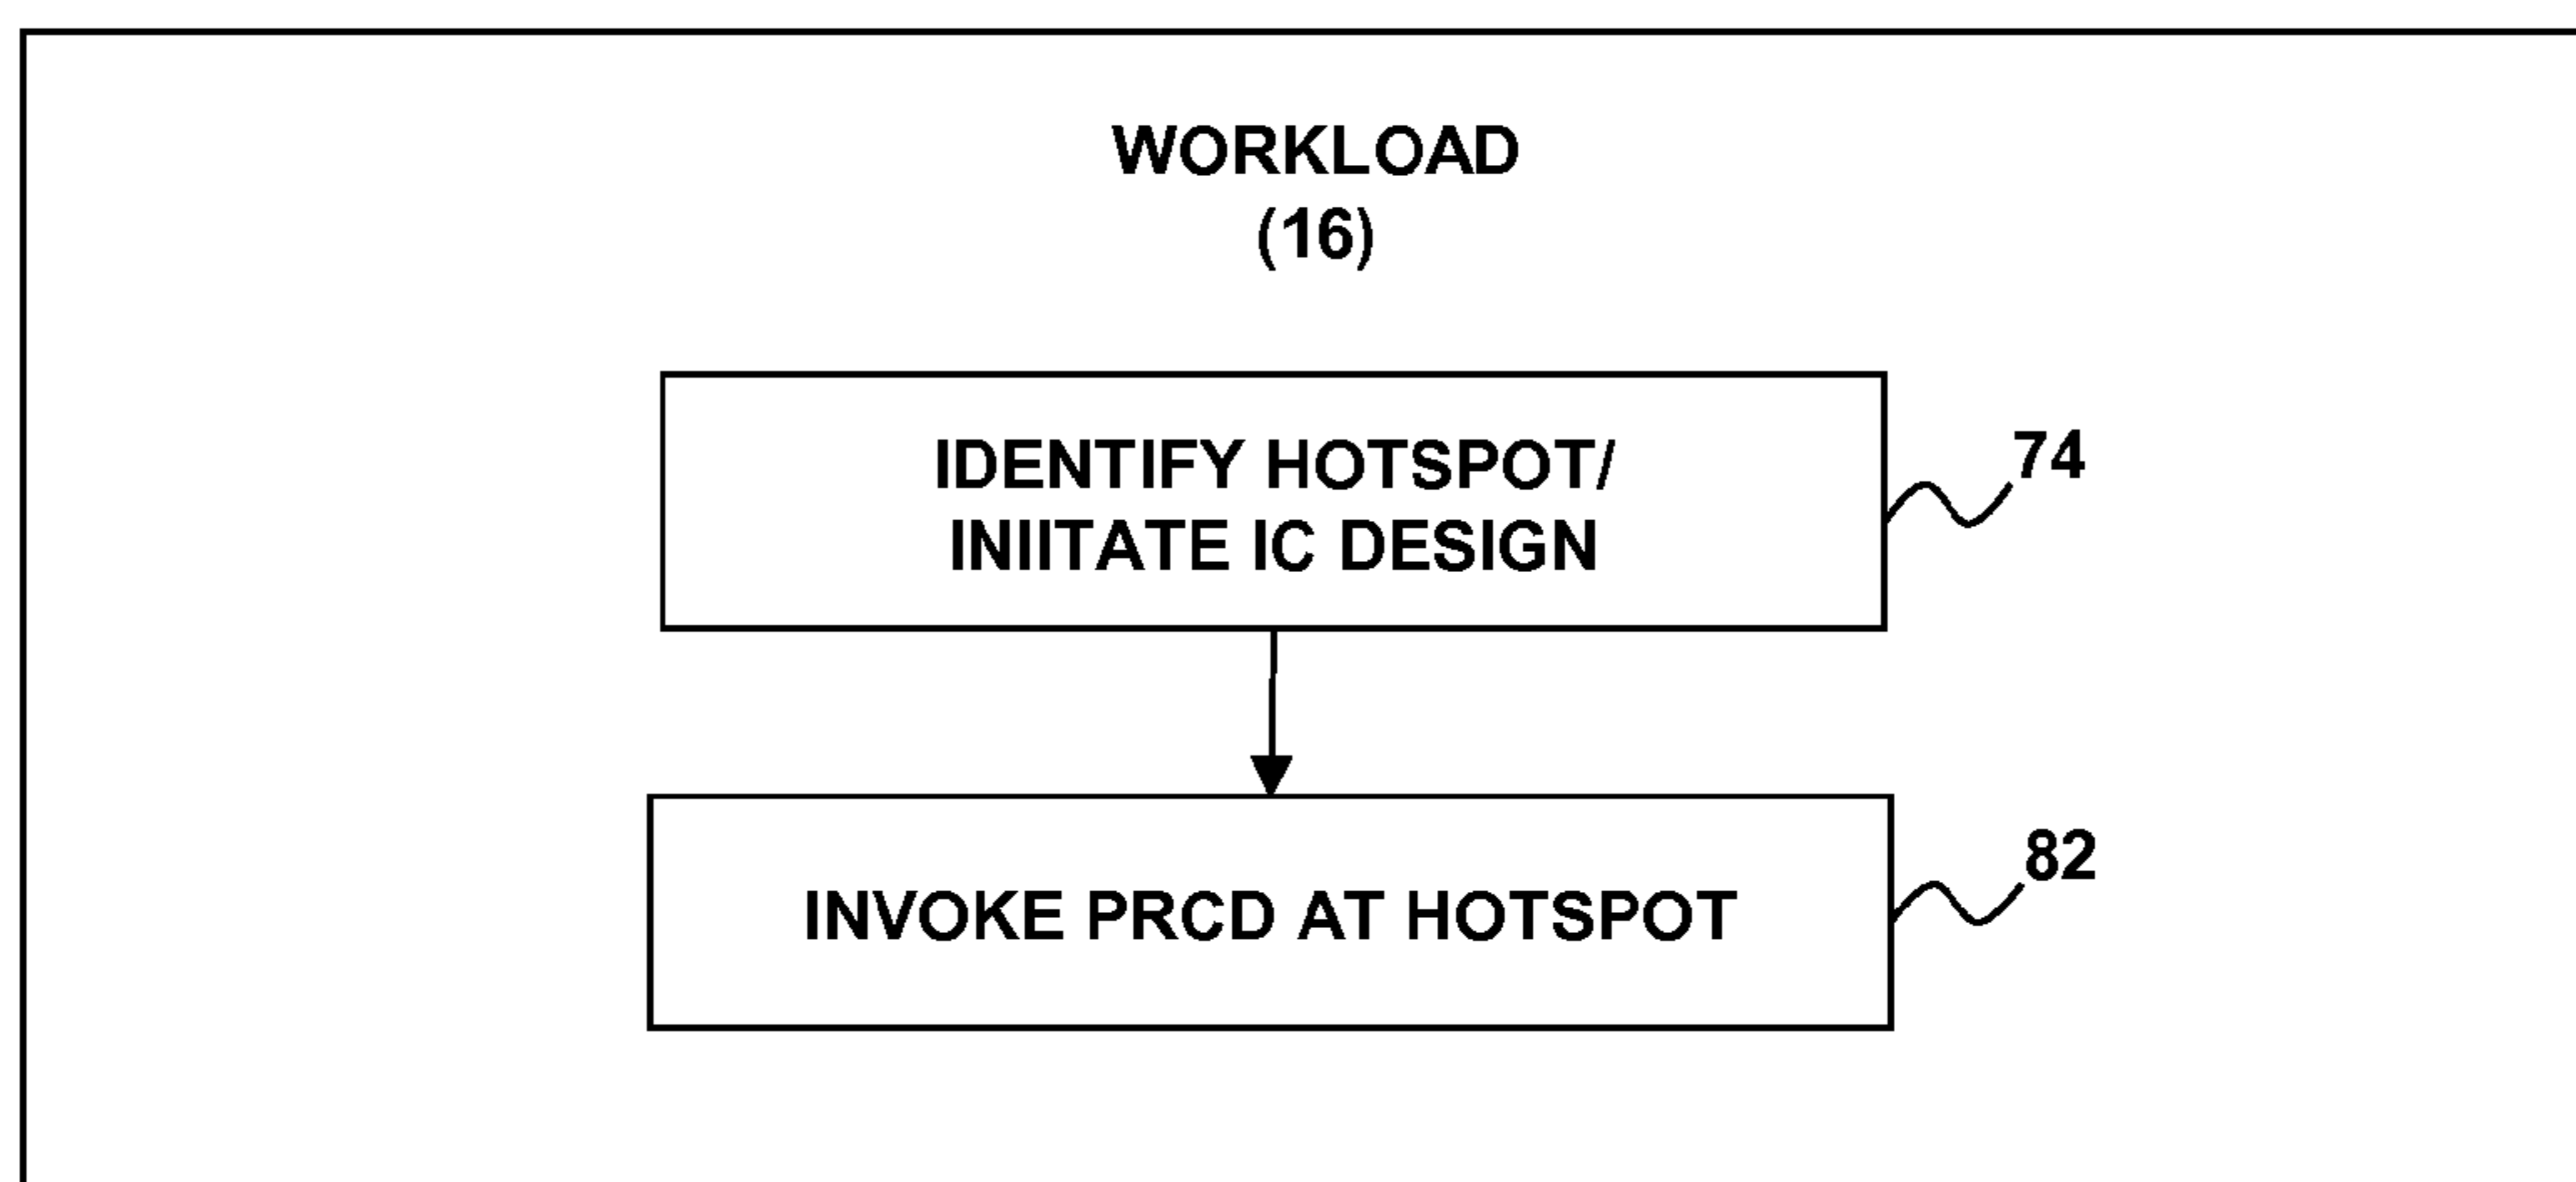 WORKLOAD
(16)
IDENTIFY HOTSPOT/
INIITATE IC DESIGN
74
INVOKE PRCD AT HOTSPOT
82